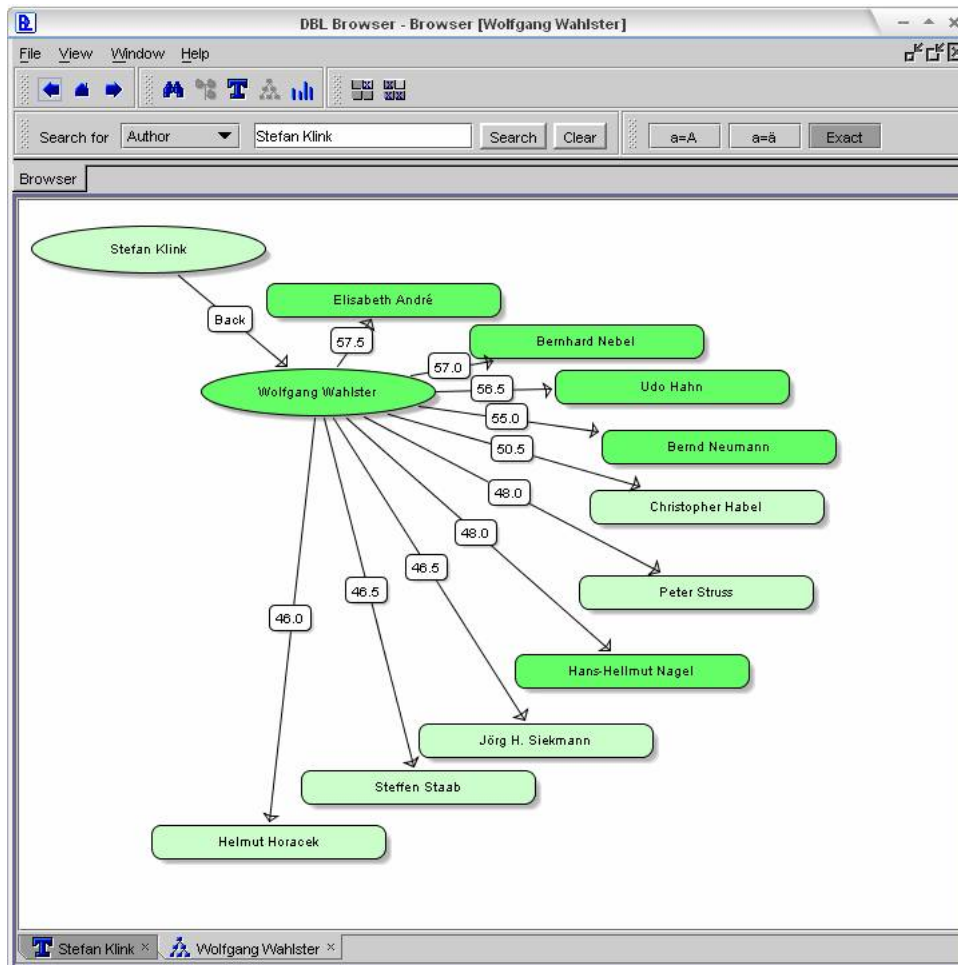 DBL Browser - Browser [Wolfgang Wahlster]
File View Window Help
Search for Author Stefan Klink Search Clear a=A a=ä Exact
Browser
Stefan Klink
Back
Elisabeth André
57.5
Bernhard Nebel
57.0
Wolfgang Wahlster
56.5
Udo Hahn
55.0
Bernd Neumann
50.5
Christopher Habel
48.0
Peter Struss
48.0
46.5
46.5
46.0
Hans-Hellmut Nagel
Jörg H. Siekmann
Steffen Staab
Helmut Horacek
Stefan Klink × Wolfgang Wahlster ×